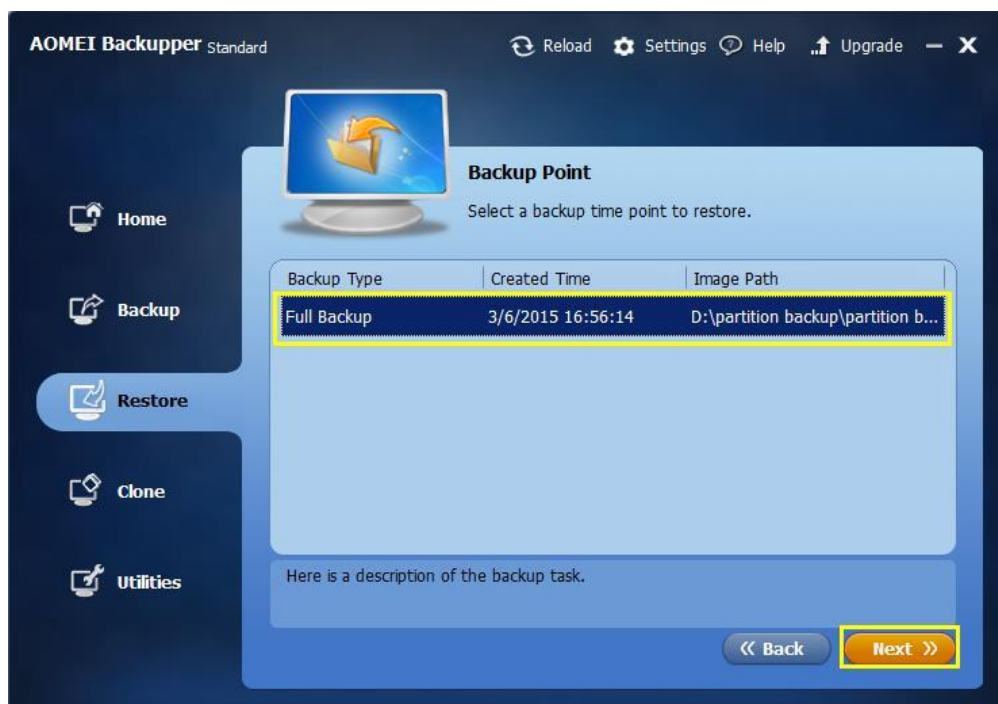 AOMEI Backupper Standard Reload Settings Help Upgrade
Backup Point
Select a backup time point to restore.
Home
Backup
Restore
Clone
Utilities
Backup Type Created Time Image Path
Full Backup 3/6/2015 16:56:14 D:\partition backup\partition b...
Here is a description of the backup task.
Back Next